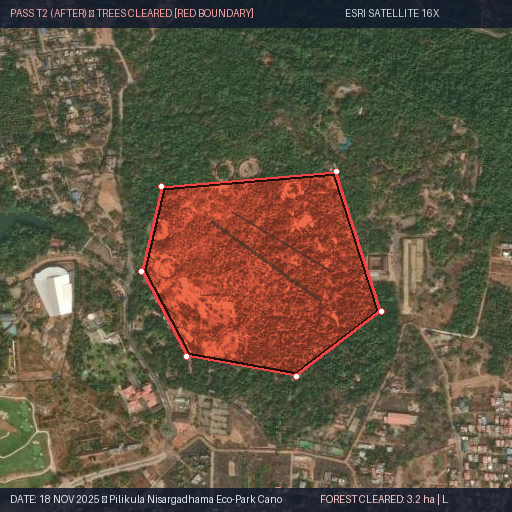 PASS T2 (AFTER) ▯ TREES CLEARED [RED BOUNDARY] ESRI SATELLITE 16X
DATE: 18 NOV 2025 ▯ Pilikula Nisargadhama Eco-Park Cano FOREST CLEARED: 3.2 ha | L